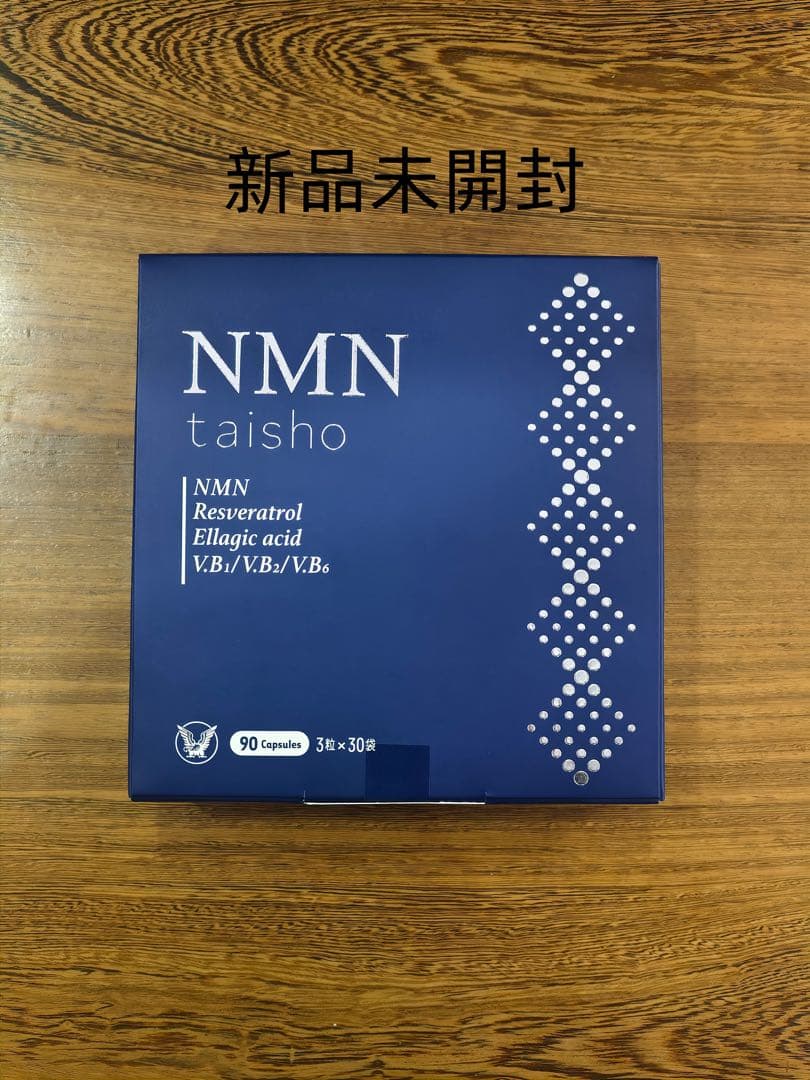 新品未開封
NMN
taisho
NMN
Resveratrol
Ellagic acid
V.B₁/V.B₂/V.B₆
90 Capsules 3粒×30袋